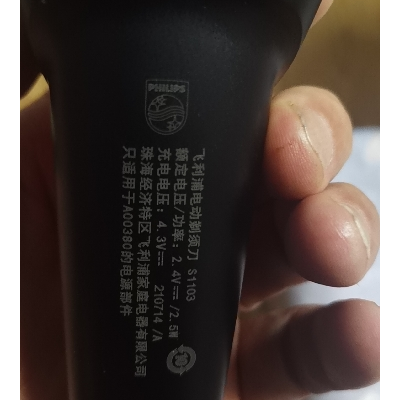 PHILIPS
飞利浦电动剃须刀 S1103
额定电压/功率: 2.4V⎓ /2.5W
充电电压: 4.3V⎓ 210714 /A
珠海经济特区飞利浦家庭电器有限公司
只适用于A00380的电源部件